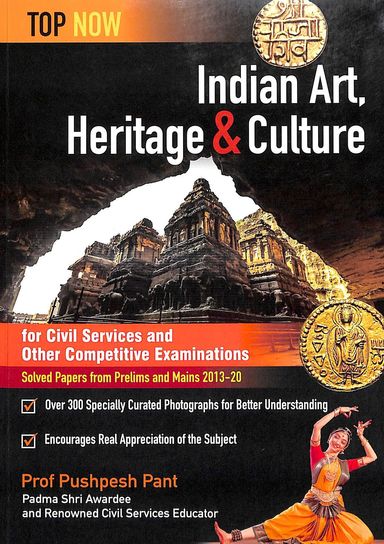 TOP NOW
Indian Art,
Heritage & Culture
for Civil Services and
Other Competitive Examinations
Solved Papers from Prelims and Mains 2013-20
Over 300 Specially Curated Photographs for Better Understanding
Encourages Real Appreciation of the Subject
Prof Pushpesh Pant
Padma Shri Awardee
and Renowned Civil Services Educator